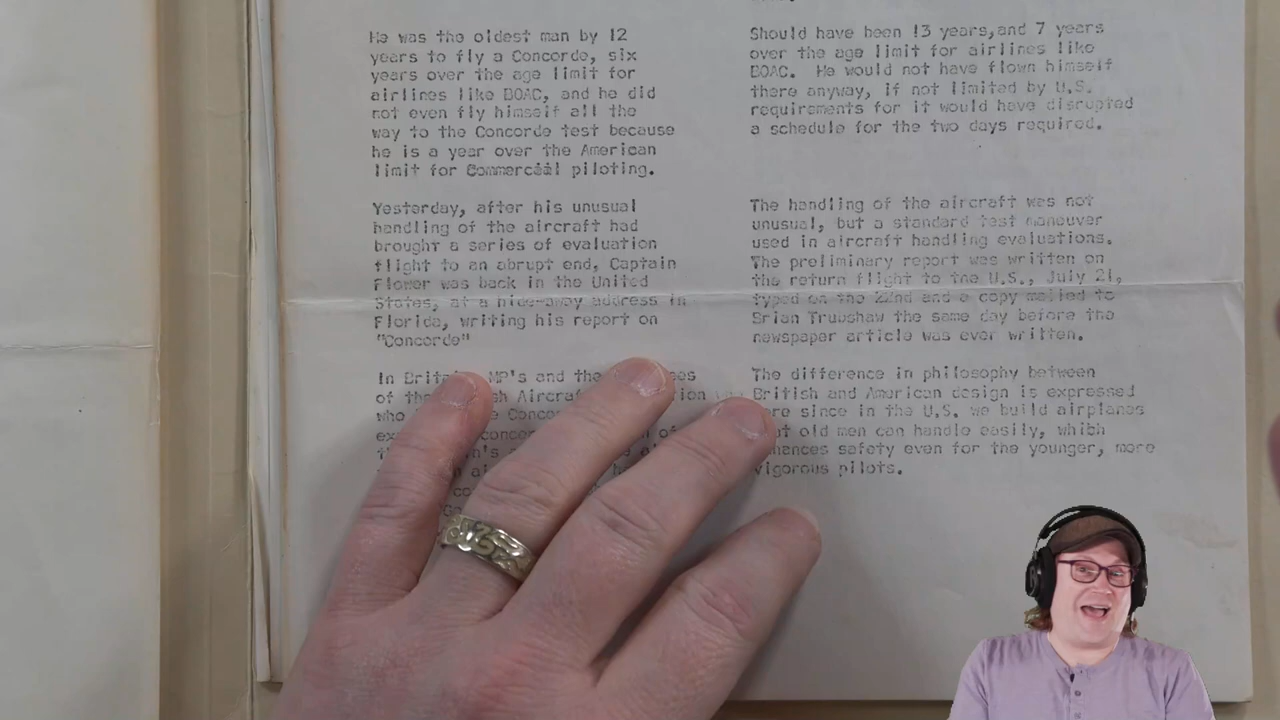 He was the oldest man by 12
years to fly a Concorde, six
years over the age limit for
airlines like BOAC, and he did
not even fly himself all the
way to the Concorde test because
he is a year over the American
limit for Commercial piloting.
Yesterday, after his unusual
handling of the aircraft had
brought a series of evaluation
flight to an abrupt end, Captain
Flower was back in the United
States, at a hide-away address in
Florida, writing his report on
"Concorde"
In MP's and the
of the Aircraft
who Conco
Should have been 13 years,and 7 years
over the age limit for airlines like
BOAC. He would not have flown himself
there anyway, if not limited by U.S.
requirements for it would have disrupted
a schedule for the two days required.
The handling of the aircraft was not
unusual, but a standard test maneuver
used in aircraft handling evaluations.
The preliminary report was written on
the return flight to the U.S., July 21,
typed on the 22nd and a copy mailed to
Brian Trubshaw the same day before the
newspaper article was ever written.
The difference in philosophy between
British and American design is expressed
since in the U.S. we build airplanes
old men can handle easily, which
safety even for the younger, more
vigorous pilots.